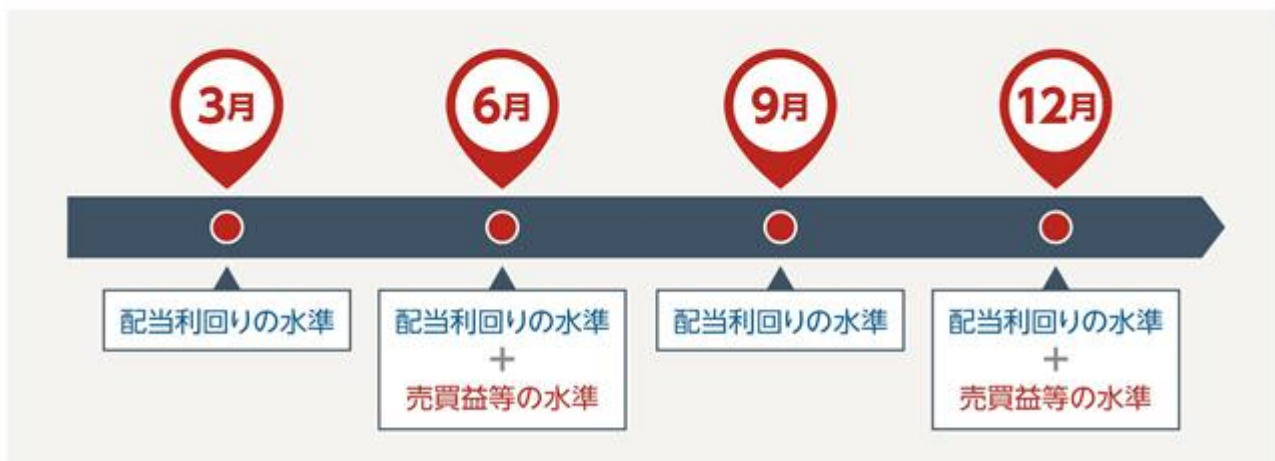 3月
6月
9月
12月
配当利回りの水準
配当利回りの水準
+
売買益等の水準
配当利回りの水準
配当利回りの水準
+
売買益等の水準